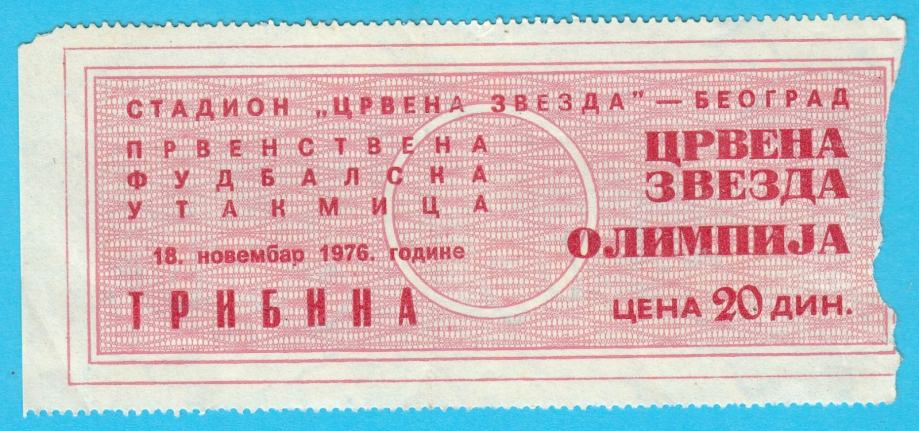 СТАДИОН „ЦРВЕНА ЗВЕЗДА" — БЕОГРАД
ПРВЕНСТВЕНА
ФУДБАЛСКА
УТАКМИЦА
18. новембар 1976. године
ТРИБИНА
ЦРВЕНА
ЗВЕЗДА
ОЛИМПИЈА
ЦЕНА 20 ДИН.